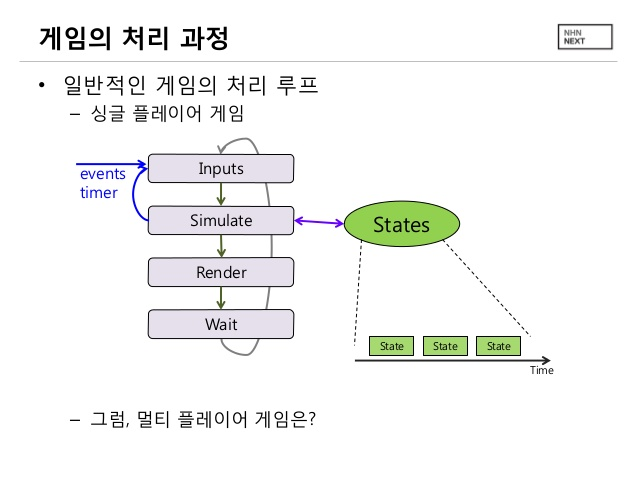 게임의 처리 과정
NHN
NEXT
• 일반적인 게임의 처리 루프
– 싱글 플레이어 게임
Inputs
events
timer
Simulate
States
Render
Wait
State State State
Time
– 그럼, 멀티 플레이어 게임은?